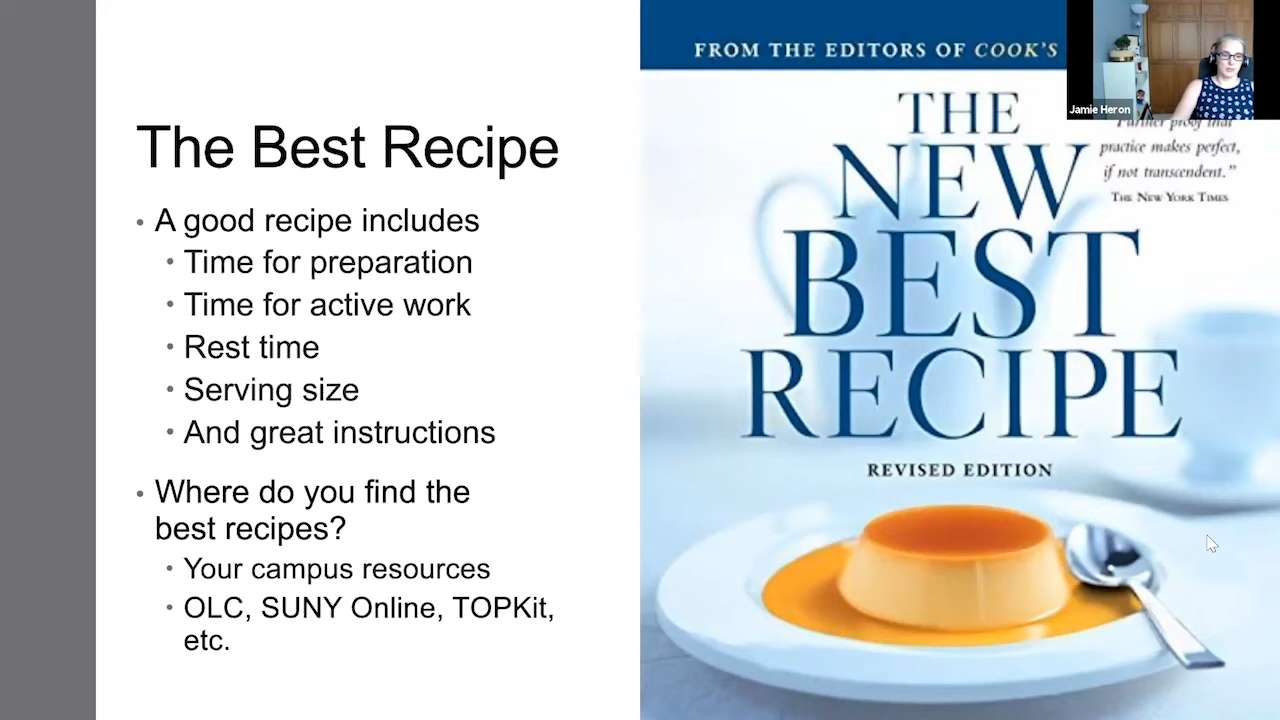 The Best Recipe
• A good recipe includes
• Time for preparation
• Time for active work
• Rest time
• Serving size
• And great instructions
• Where do you find the
best recipes?
• Your campus resources
• OLC, SUNY Online, TOPKit,
etc.
FROM THE EDITORS OF COOK'S
THE
NEW
BEST
RECIPE
REVISED EDITION
Jamie Heron
"Further proof that
practice makes perfect,
if not transcendent."
THE NEW YORK TIMES